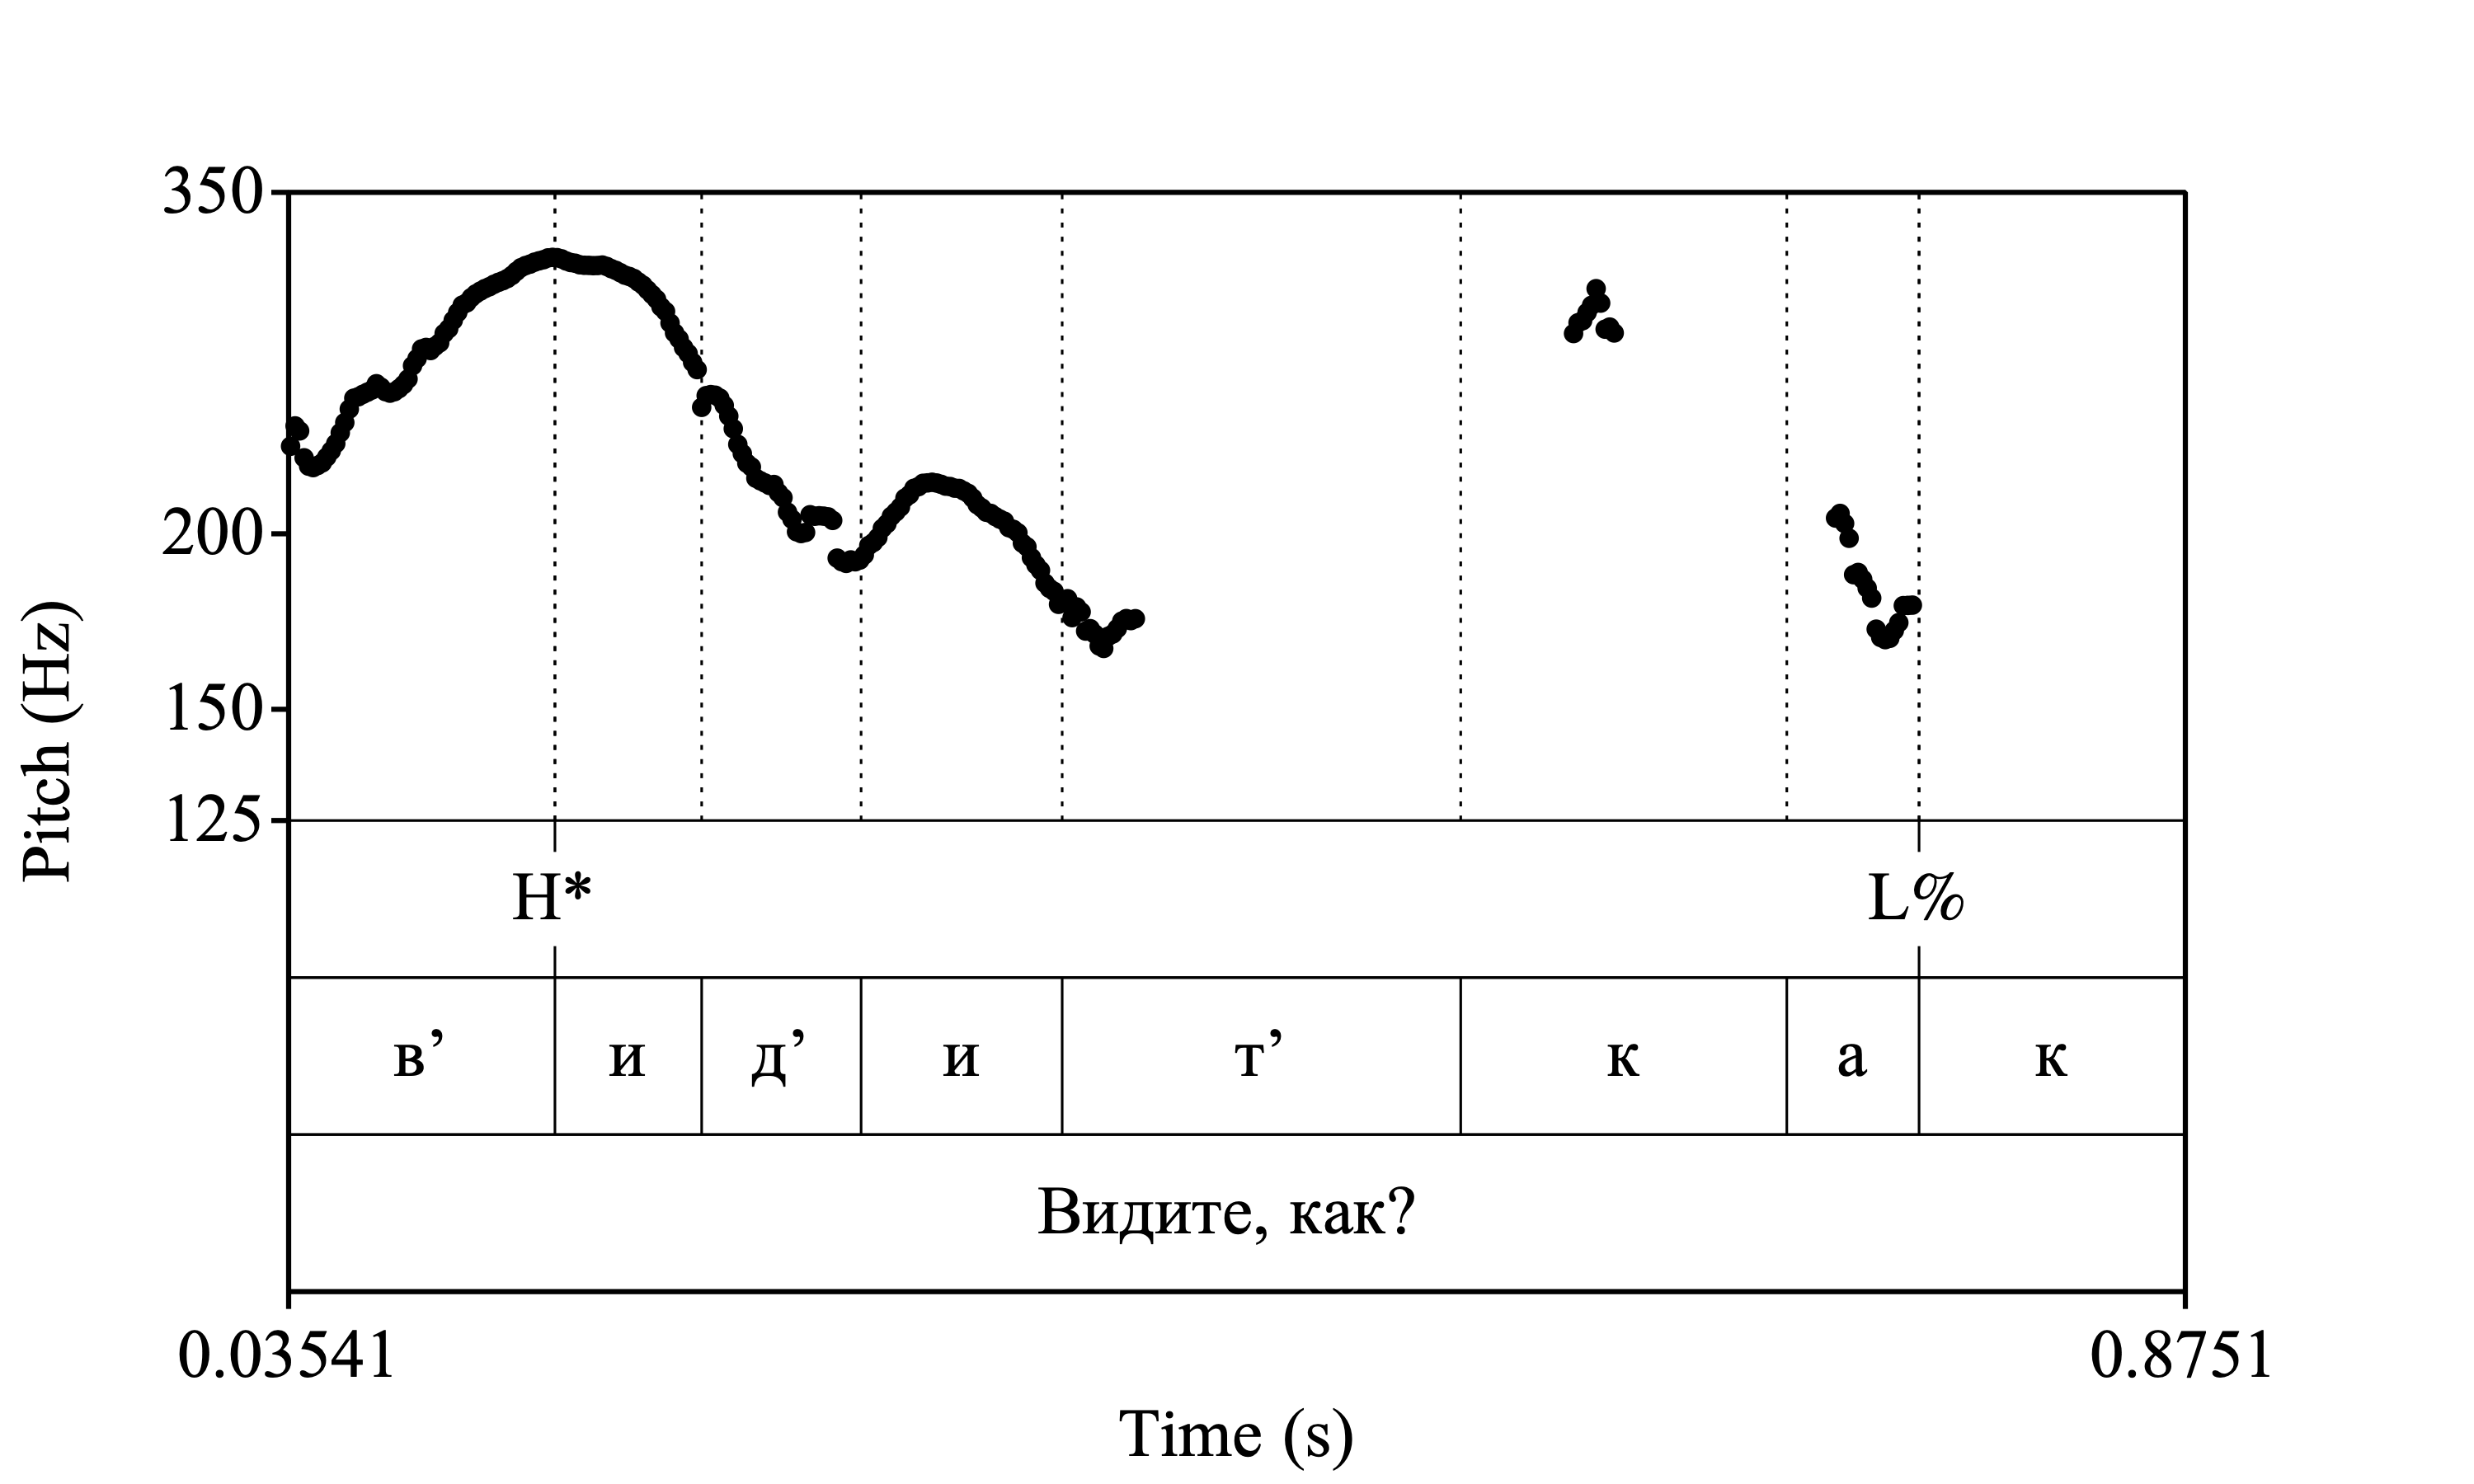 350
200
150
125
Pitch (Hz)
H* L%
в’ и д’ и т’ к а к
Видите, как?
0.03541 0.8751
Time (s)